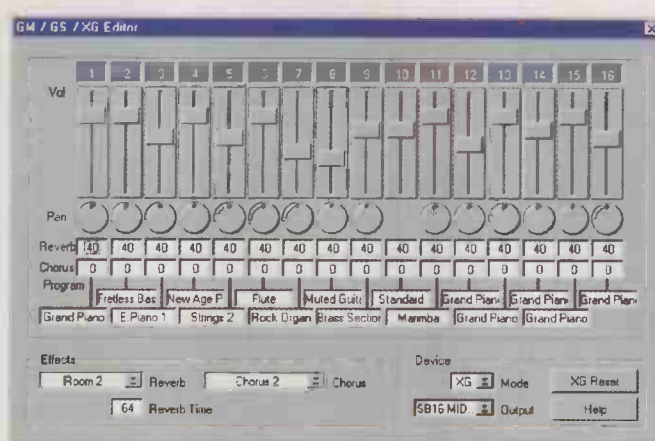 GM / GS / XG Editor
1 2 3 4 5 6 7 8 9 10 11 12 13 14 15 16
Vol
Pan
Reverb 40 40 40 40 40 40 40 40 40 40 40 40 40 40 40 40
Chorus 0 0 0 0 0 0 0 0 0 0 0 0 0 0 0 0
Program
Fretless Bas New Age P Flute Muted Guita Standard Grand Pian Grand Pian Grand Pian
Grand Piano E.Piano 1 Strings 2 Rock Organ Brass Section Marimba Grand Piano Grand Piano
Effects Device
Room 2 Reverb Chorus 2 Chorus XG Mode XG Reset
64 Reverb Time SB16 MID... Output Help